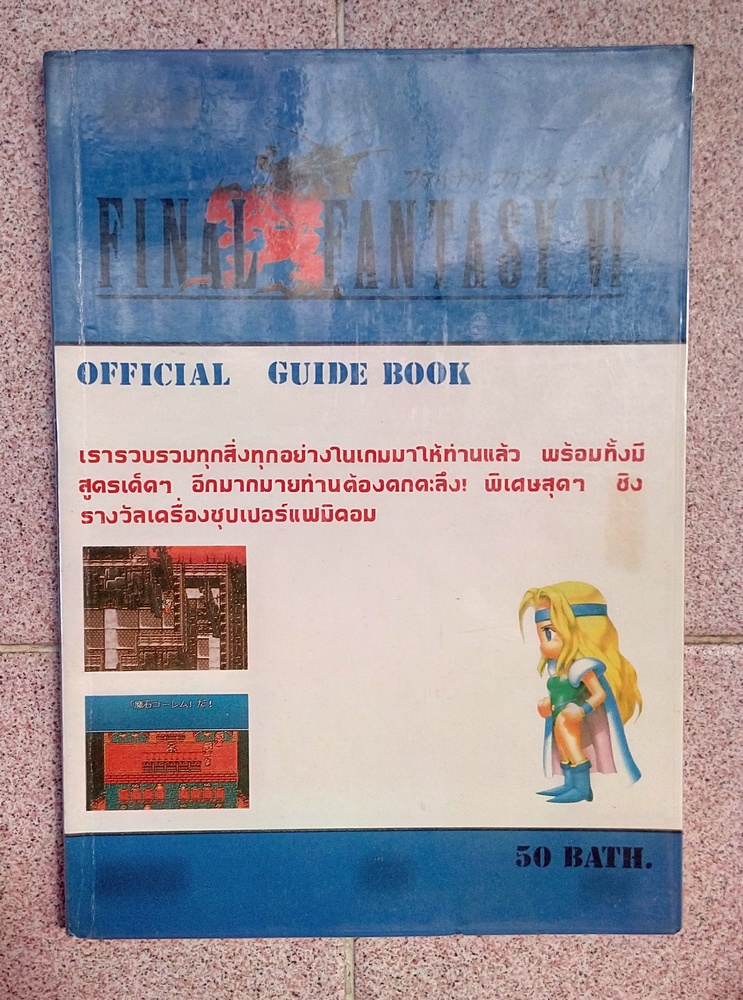 ファイナルファンタジーVI
FINAL FANTASY VI
OFFICIAL GUIDE BOOK
เรารวบรวมทุกสิ่งทุกอย่างในเกมมาให้ท่านแล้ว พร้อมทั้งมี
สูตรเด็ดๆ อีกมากมายท่านต้องตกตะลึง! พิเศษสุดๆ ชิง
รางวัลเครื่องซุปเปอร์แฟมิคอม
「魔石ゴーレム」だ!
50 BATH.